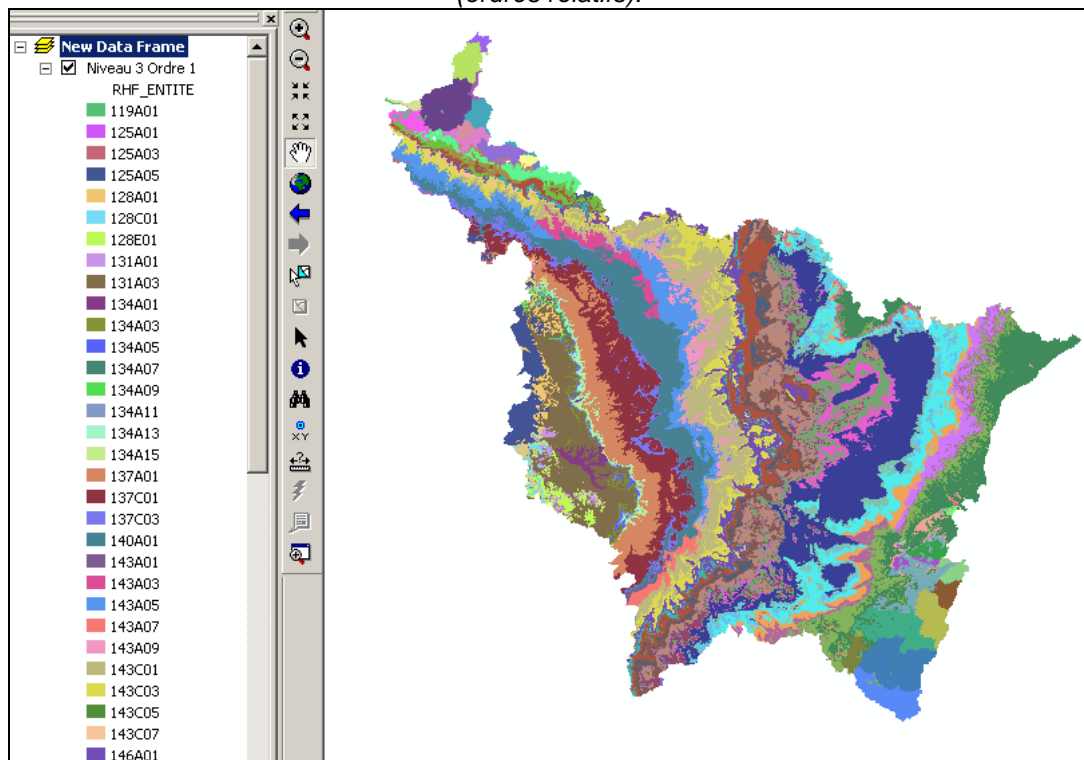 (ordres relatifs).
New Data Frame
Niveau 3 Ordre 1
RHF_ENTITE
119A01
125A01
125A03
125A05
128A01
128C01
128E01
131A01
131A03
134A01
134A03
134A05
134A07
134A09
134A11
134A13
134A15
137A01
137C01
137C03
140A01
143A01
143A03
143A05
143A07
143A09
143C01
143C03
143C05
143C07
146A01
XY